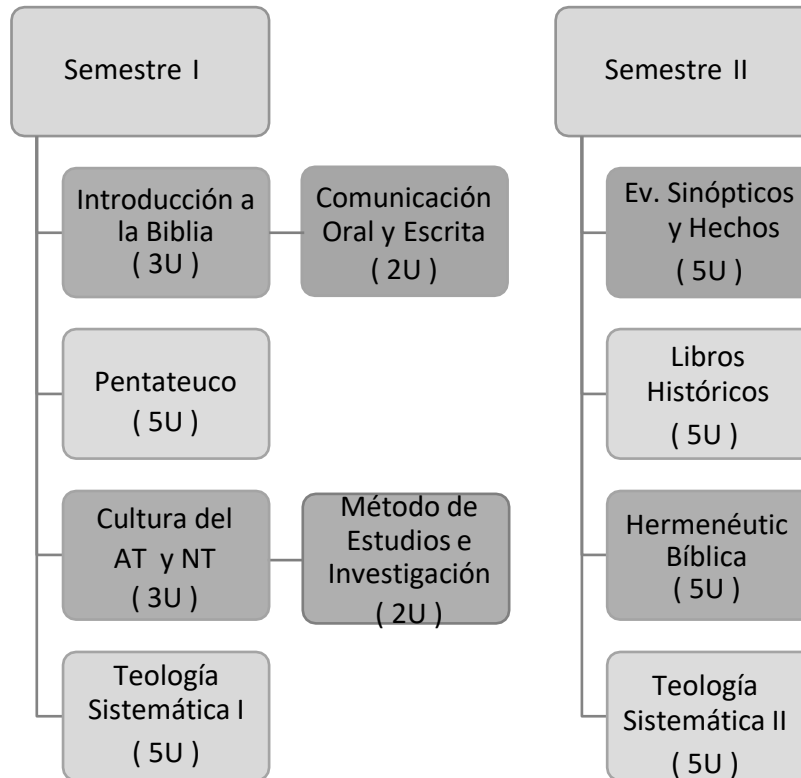 Semestre I
Introducción a
la Biblia
( 3U )
Comunicación
Oral y Escrita
( 2U )
Pentateuco
( 5U )
Cultura del
AT y NT
( 3U )
Método de
Estudios e
Investigación
( 2U )
Teología
Sistemática I
( 5U )
Semestre II
Ev. Sinópticos
y Hechos
( 5U )
Libros
Históricos
( 5U )
Hermenéutic
Bíblica
( 5U )
Teología
Sistemática II
( 5U )